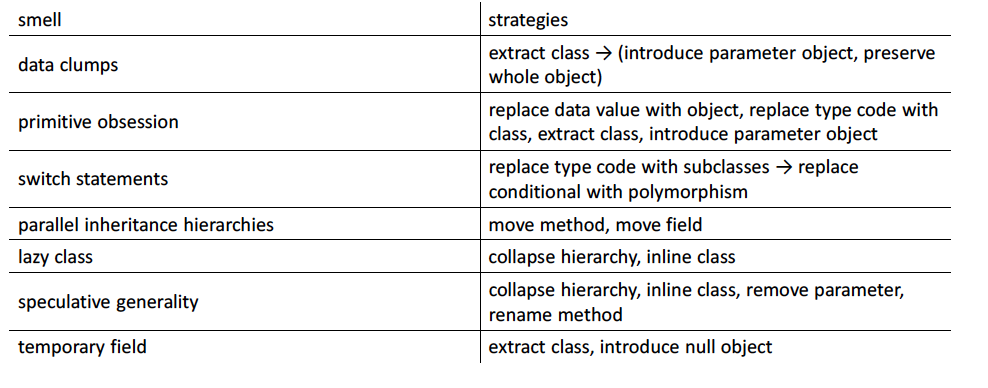 smell
strategies
data clumps
extract class → (introduce parameter object, preserve
whole object)
primitive obsession
replace data value with object, replace type code with
class, extract class, introduce parameter object
switch statements
replace type code with subclasses → replace
conditional with polymorphism
parallel inheritance hierarchies
move method, move field
lazy class
collapse hierarchy, inline class
speculative generality
collapse hierarchy, inline class, remove parameter,
rename method
temporary field
extract class, introduce null object